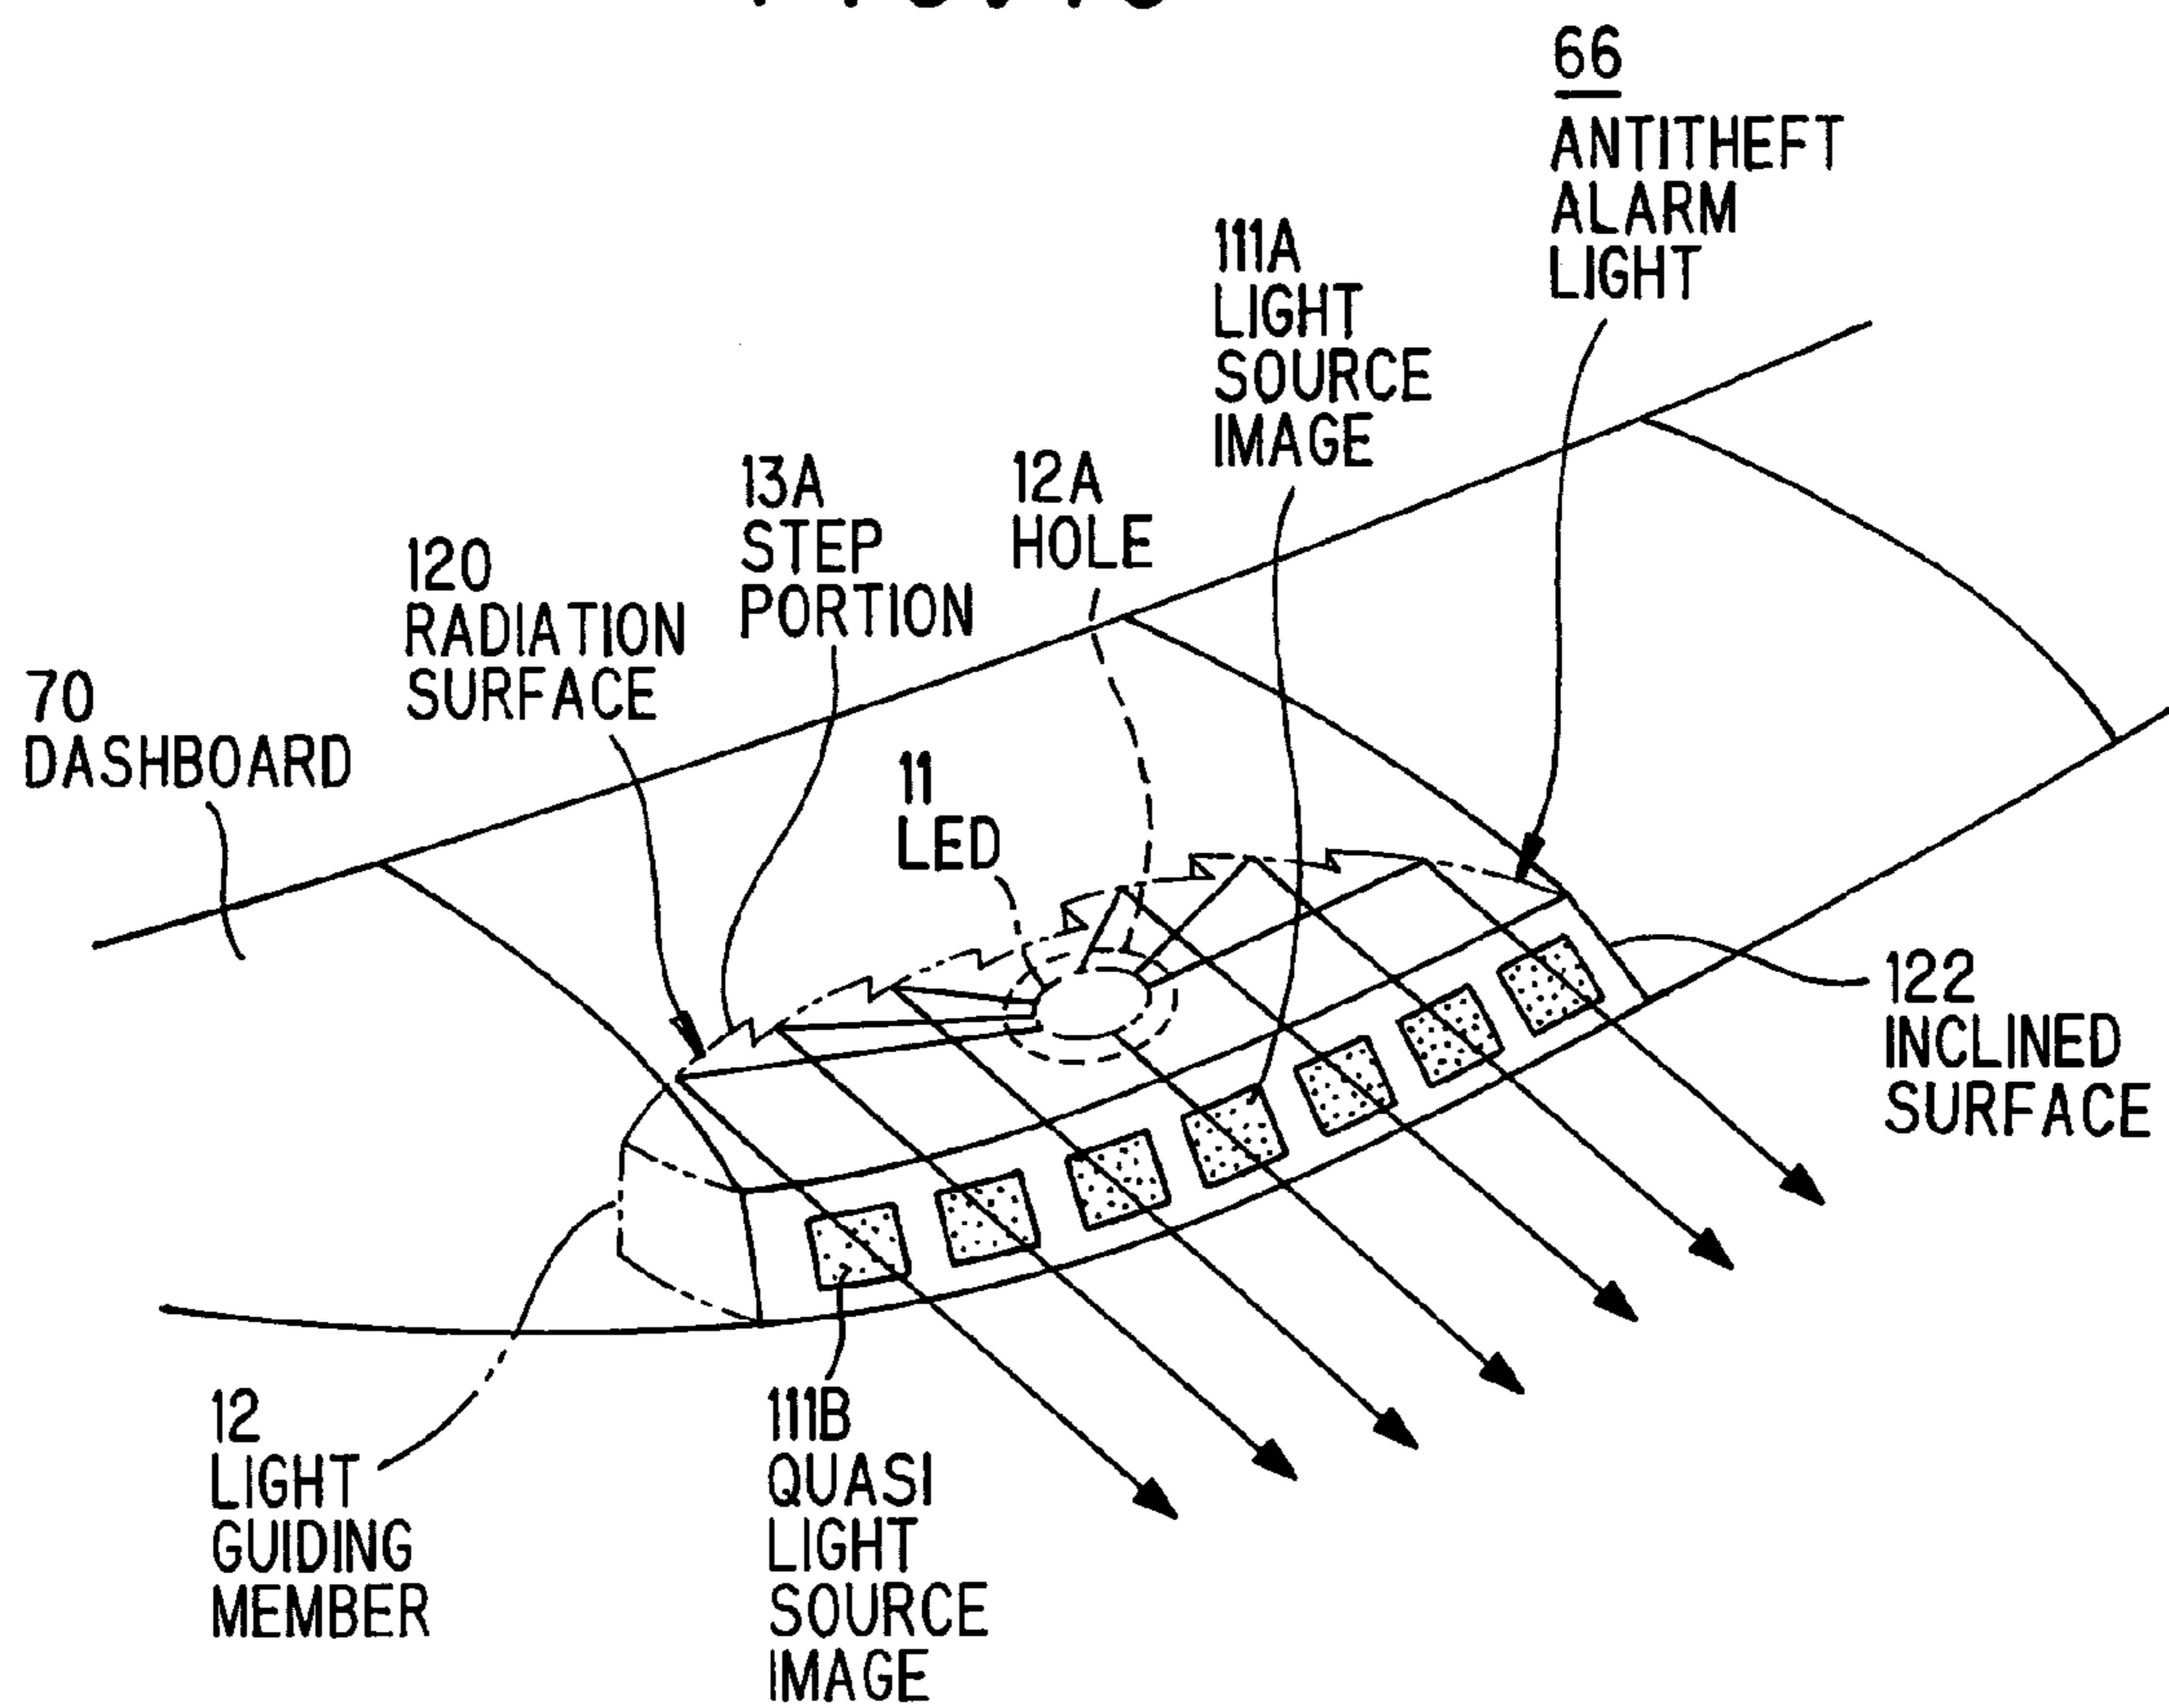 66
ANTITHEFT
ALARM
LIGHT
111A
LIGHT
SOURCE
IMAGE
12A
HOLE
13A
STEP
PORTION
120
RADIATION
SURFACE
70
DASHBOARD
11
LED
122
INCLINED
SURFACE
12
LIGHT
GUIDING
MEMBER
111B
QUASI
LIGHT
SOURCE
IMAGE